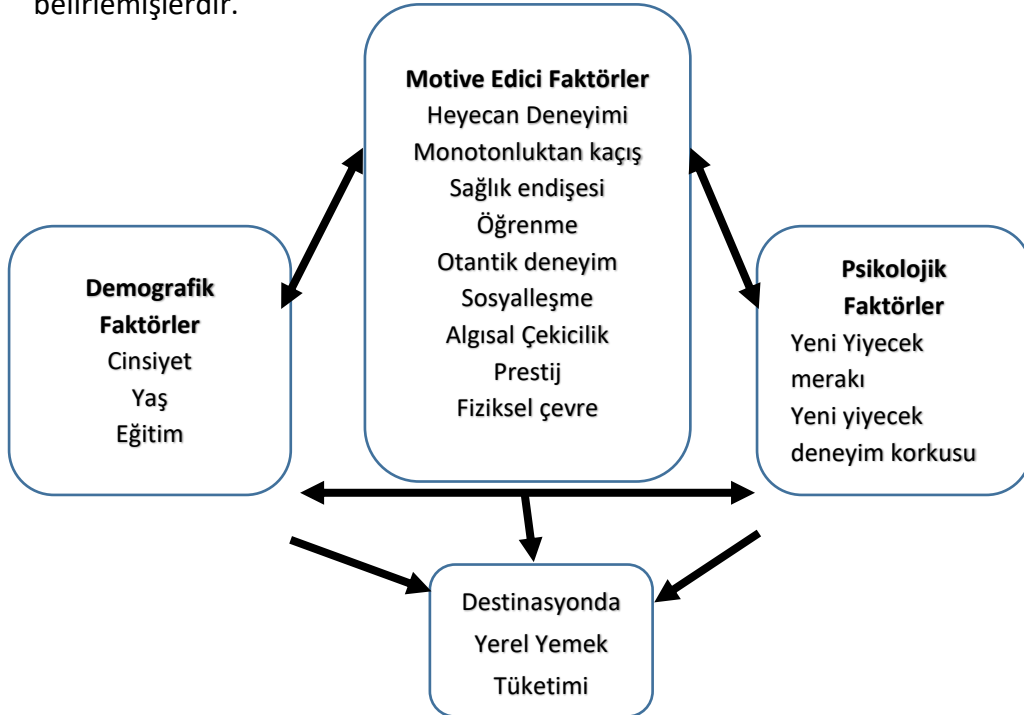 belirlemişlerdir.
Motive Edici Faktörler
Heyecan Deneyimi
Monotonluktan kaçış
Sağlık endişesi
Öğrenme
Otantik deneyim
Sosyalleşme
Algısal Çekicilik
Prestij
Fiziksel çevre
Demografik
Faktörler
Cinsiyet
Yaş
Eğitim
Psikolojik
Faktörler
Yeni Yiyecek
merakı
Yeni yiyecek
deneyim korkusu
Destinasyonda
Yerel Yemek
Tüketimi